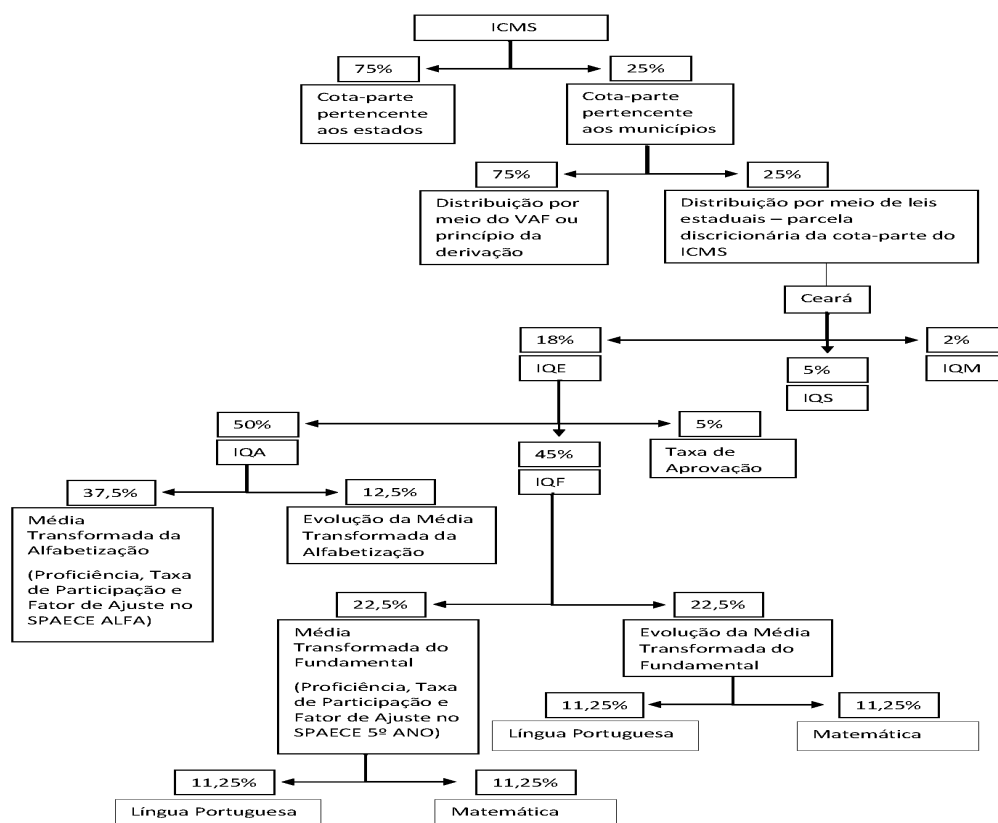 ICMS
75%
25%
Cota-parte
pertencente
aos estados
Cota-parte
pertencente
aos municípios
75%
25%
Distribuição por
meio do VAF ou
princípio da
derivação
Distribuição por meio de leis
estaduais – parcela
discricionária da cota-parte do
ICMS
Ceará
18%
2%
IQE
IQM
5%
IQS
50%
5%
IQA
Taxa de
Aprovação
45%
IQF
37,5%
12,5%
Média
Transformada da
Alfabetização
(Proficiência, Taxa
de Participação e
Fator de Ajuste no
SPAECE ALFA)
Evolução da Média
Transformada da
Alfabetização
22,5%
22,5%
Média
Transformada do
Fundamental
(Proficiência, Taxa
de Participação e
Fator de Ajuste no
SPAECE 5º ANO)
Evolução da Média
Transformada do
Fundamental
11,25%
11,25%
Língua Portuguesa
Matemática
11,25%
11,25%
Língua Portuguesa
Matemática